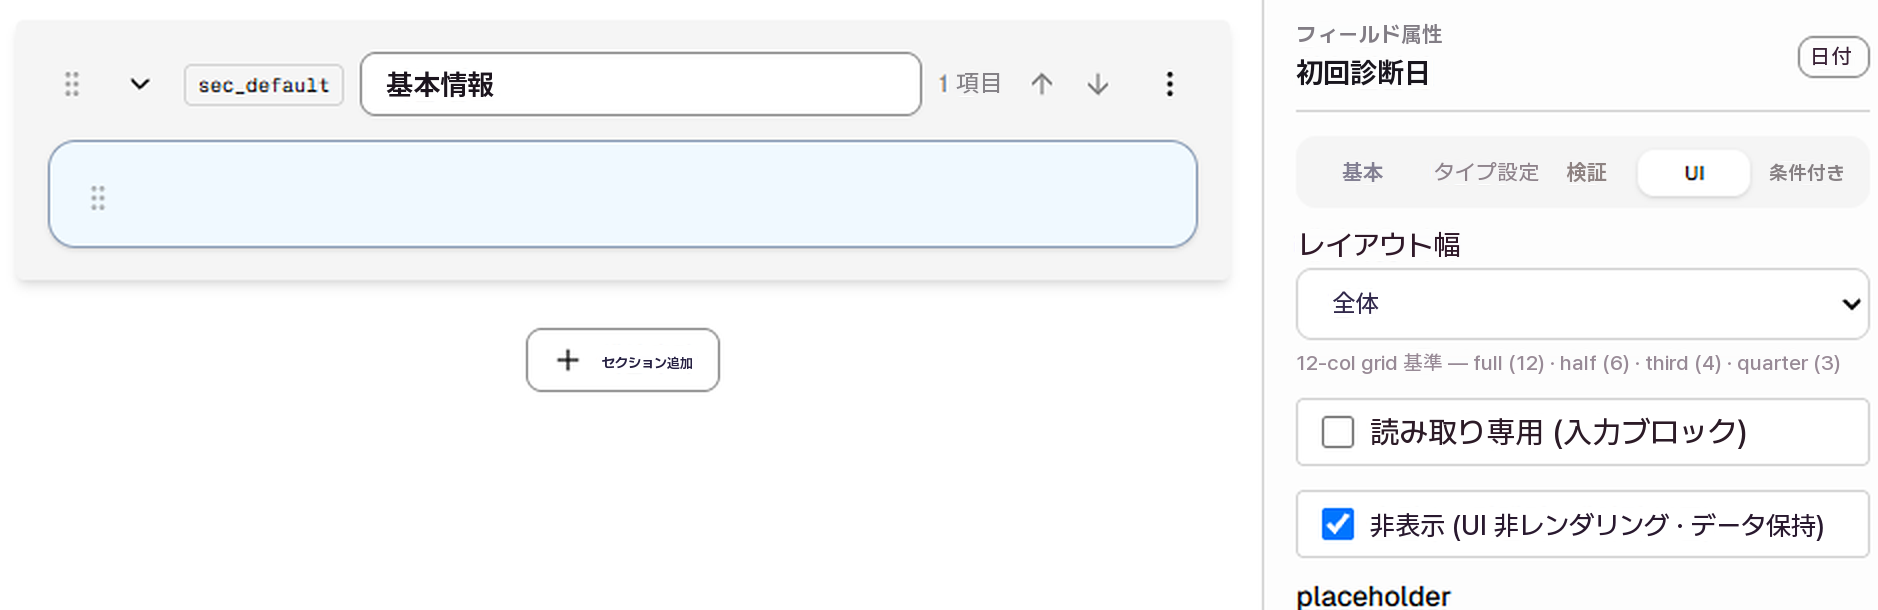 sec_default 基本情報 1 項目
セクション追加
フィールド属性
初回診断日
日付
基本 タイプ設定 検証 UI 条件付き
レイアウト幅
全体
12-col grid 基準 — full (12) · half (6) · third (4) · quarter (3)
読み取り専用 (入力ブロック)
非表示 (UI 非レンダリング · データ保持)
placeholder